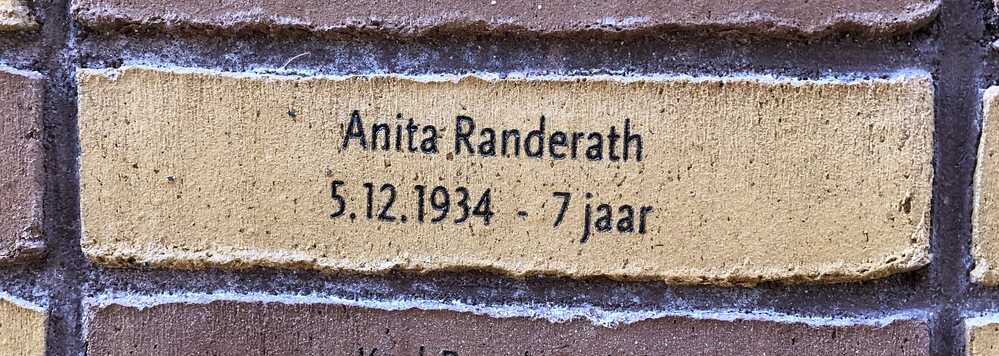 Anita Randerath
5.12.1934 - 7 jaar